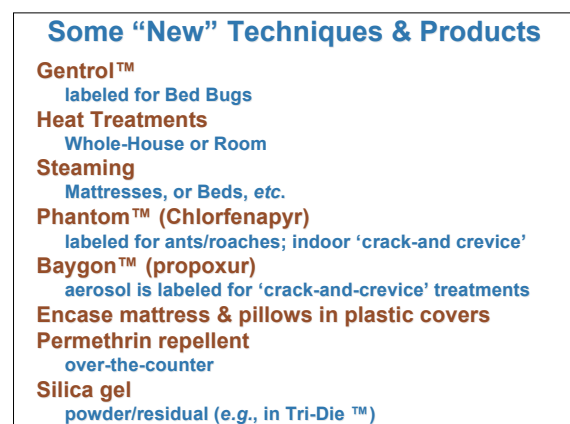 Some “New” Techniques & Products
Gentrol™
labeled for Bed Bugs
Heat Treatments
Whole-House or Room
Steaming
Mattresses, or Beds, etc.
Phantom™ (Chlorfenapyr)
labeled for ants/roaches; indoor ‘crack-and crevice’
Baygon™ (propoxur)
aerosol is labeled for ‘crack-and-crevice’ treatments
Encase mattress & pillows in plastic covers
Permethrin repellent
over-the-counter
Silica gel
powder/residual (e.g., in Tri-Die ™)